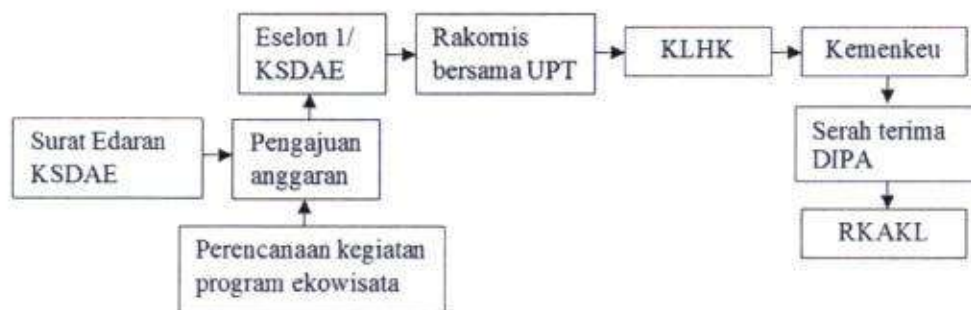 Surat Edaran
KSDAE
Perencanaan kegiatan
program ekowisata
Pengajuan
anggaran
Eselon 1/
KSDAE
Rakornis
bersama UPT
KLHK
Kemenkeu
Serah terima
DIPA
RKAKL